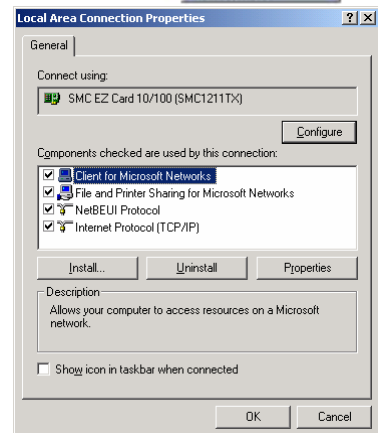 Local Area Connection Properties
General
Connect using:
SMC EZ Card 10/100 (SMC1211TX)
Configure
Components checked are used by this connection:
Client for Microsoft Networks
File and Printer Sharing for Microsoft Networks
NetBEUI Protocol
Internet Protocol (TCP/IP)
Install... Uninstall Properties
Description
Allows your computer to access resources on a Microsoft
network.
Show icon in taskbar when connected
OK Cancel